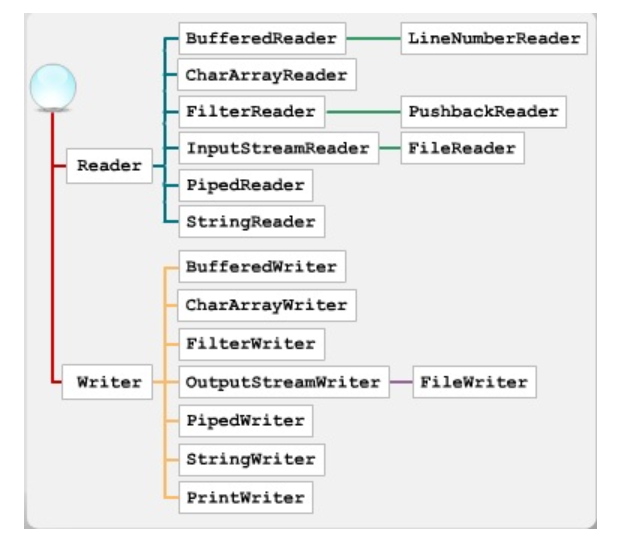 BufferedReader LineNumberReader
CharArrayReader
FilterReader PushbackReader
InputStreamReader FileReader
Reader
PipedReader
StringReader
BufferedWriter
CharArrayWriter
FilterWriter
Writer OutputStreamWriter FileWriter
PipedWriter
StringWriter
PrintWriter